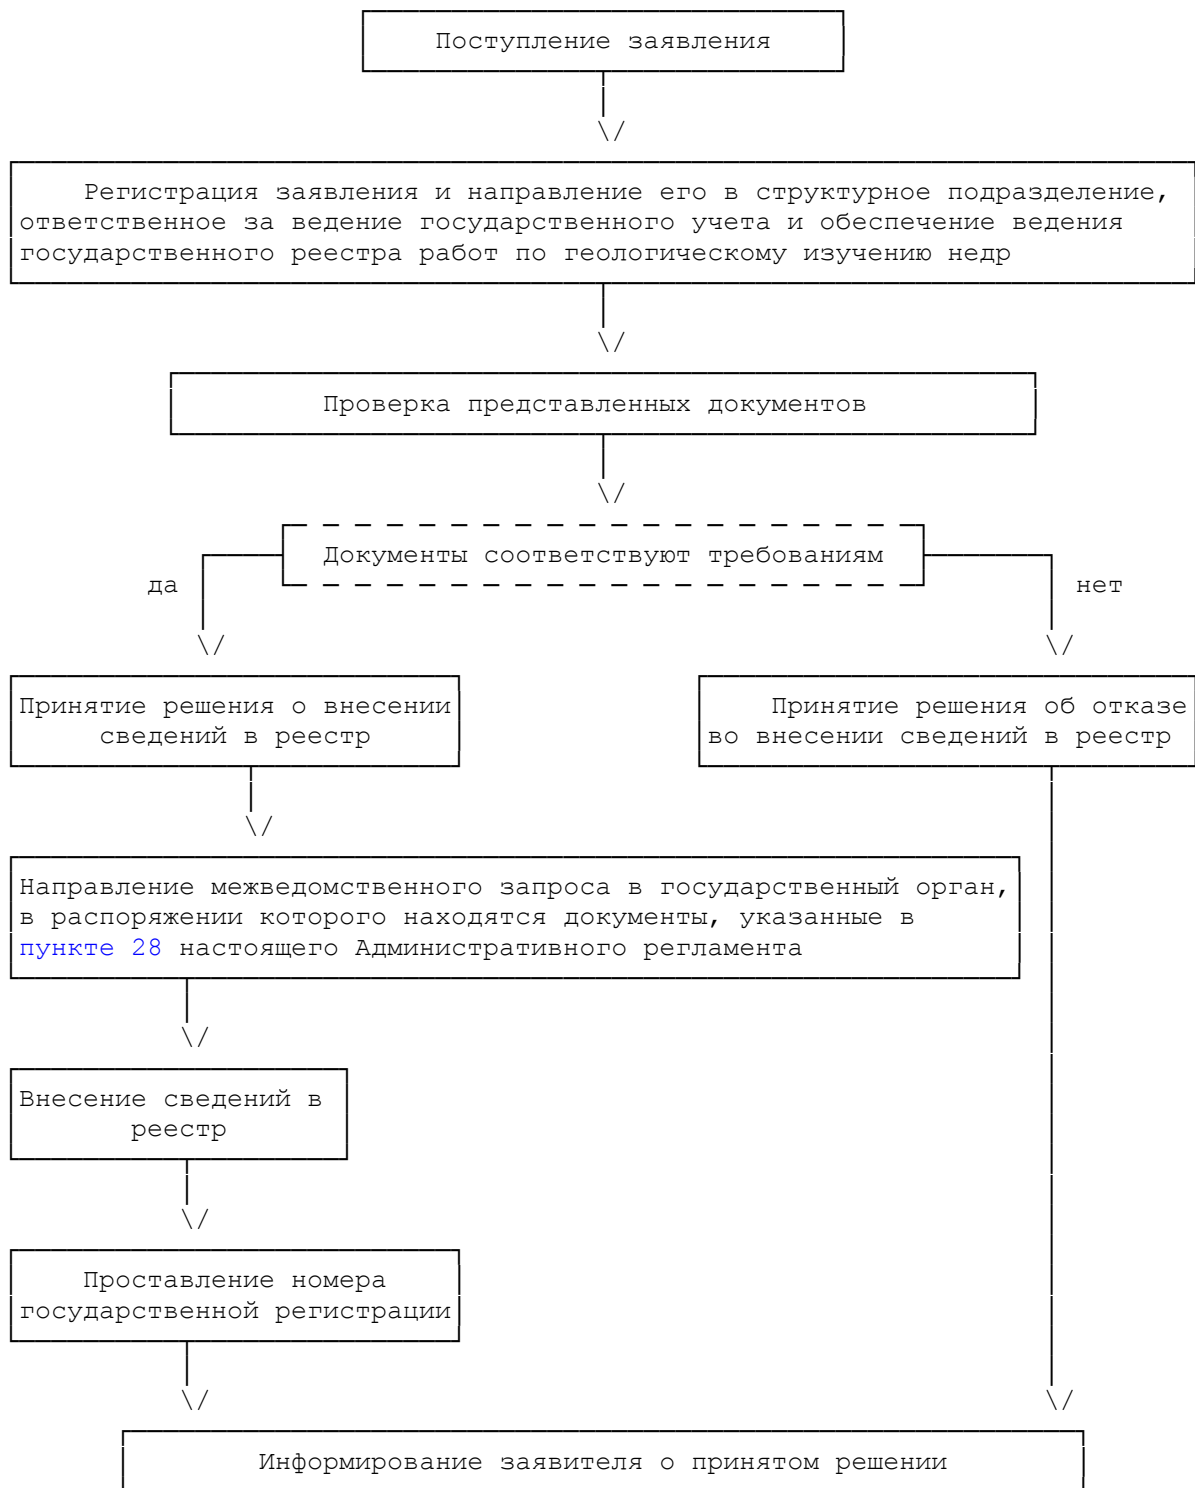 Поступление заявления
Регистрация заявления и направление его в структурное подразделение,
ответственное за ведение государственного учета и обеспечение ведения
государственного реестра работ по геологическому изучению недр
Проверка представленных документов
Документы соответствуют требованиям
да
нет
Принятие решения о внесении
сведений в реестр
Принятие решения об отказе
во внесении сведений в реестр
Направление межведомственного запроса в государственный орган,
в распоряжении которого находятся документы, указанные в
пункте 28 настоящего Административного регламента
Внесение сведений в
реестр
Проставление номера
государственной регистрации
Информирование заявителя о принятом решении